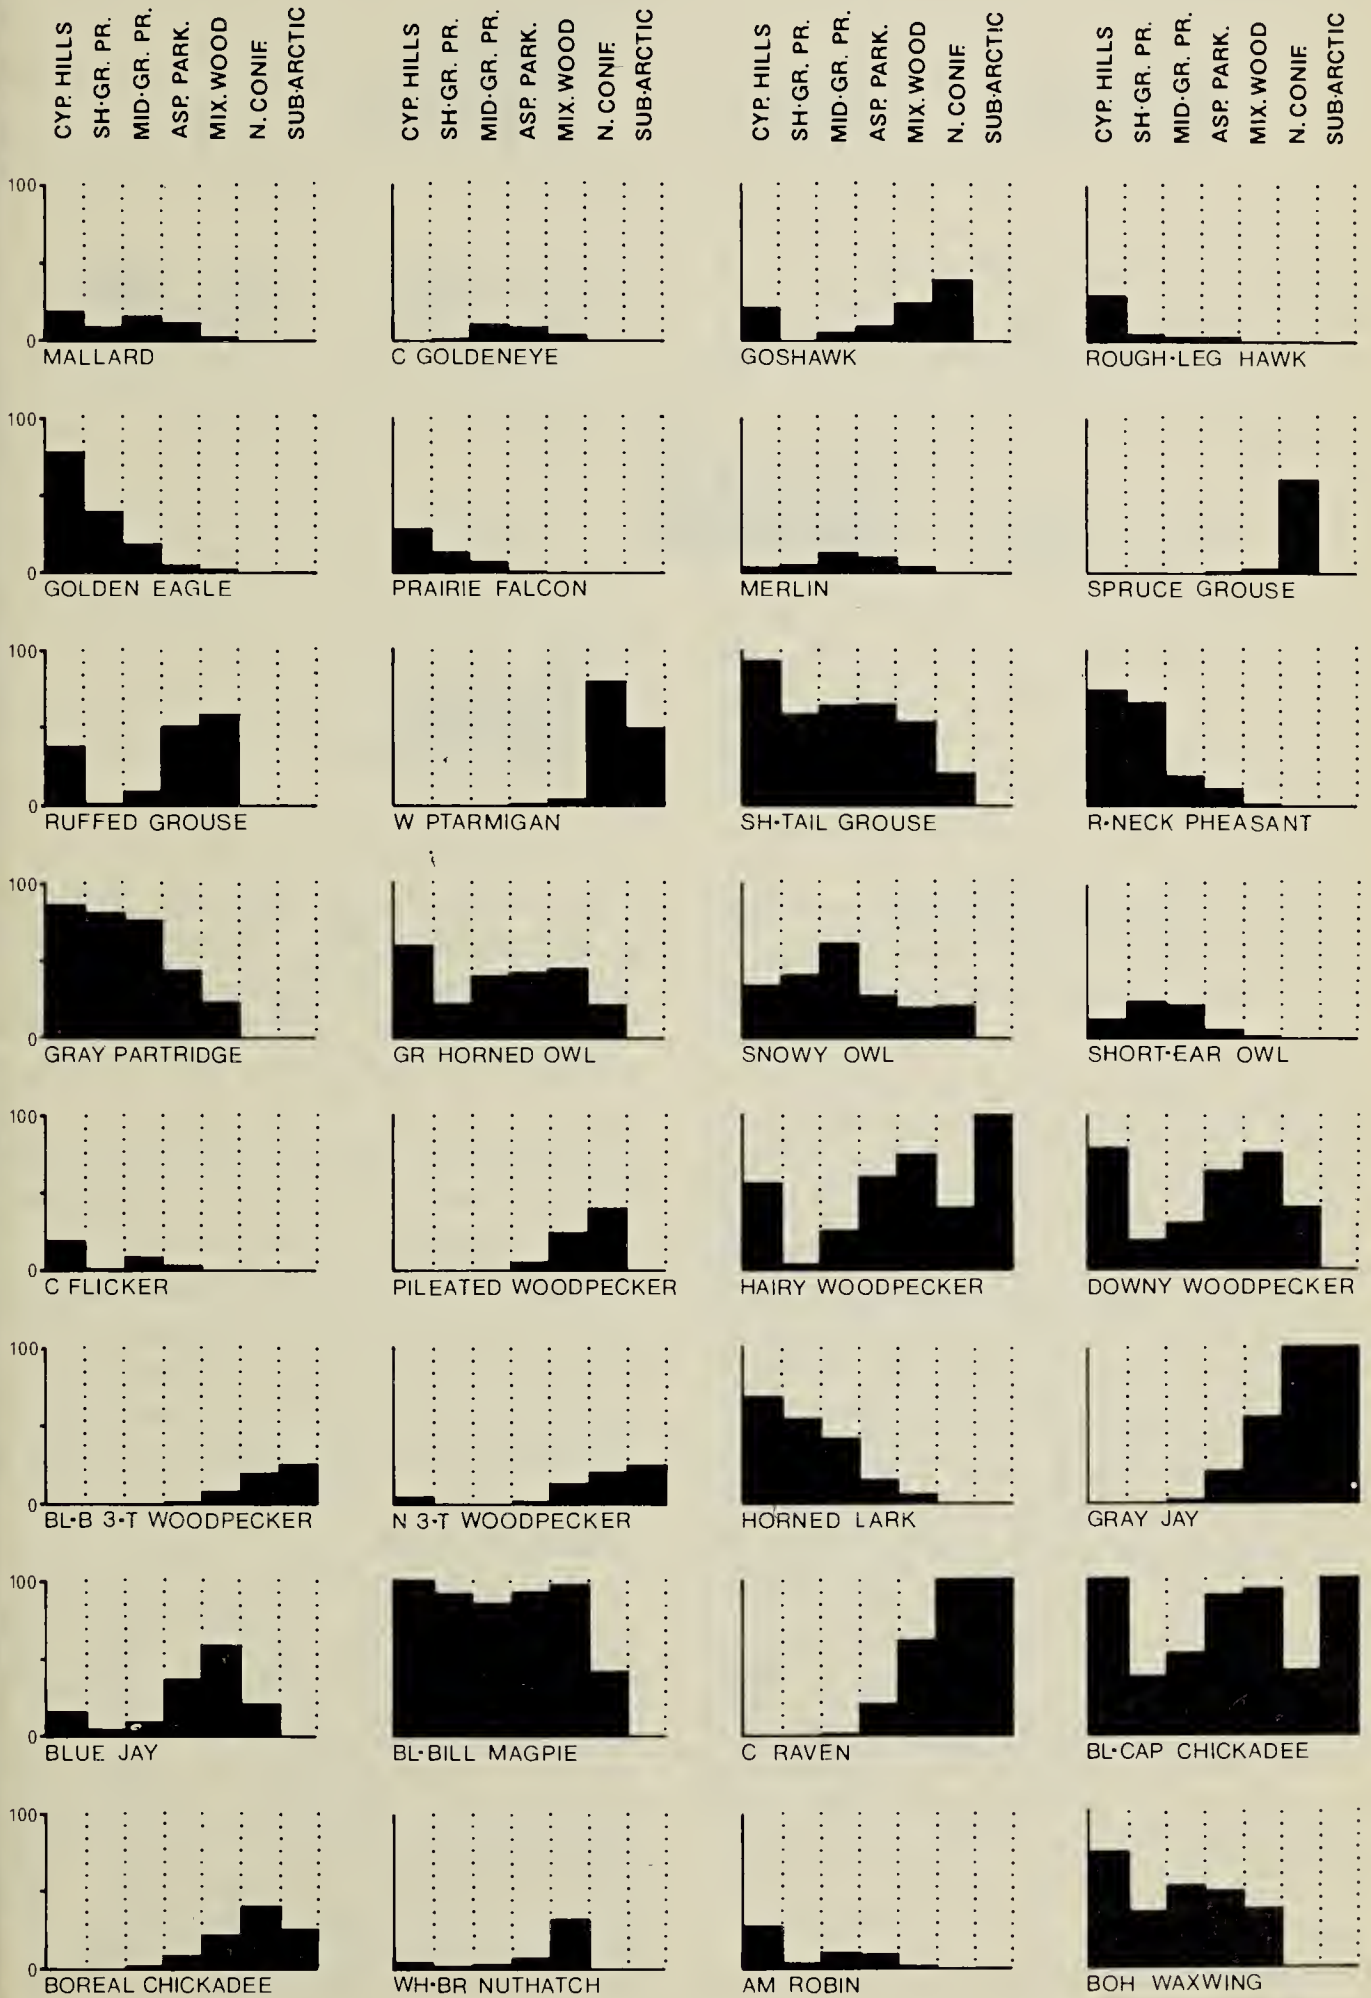 CYP. HILLS SH·GR. PR. MID·GR. PR. ASP. PARK. MIX. WOOD N. CONIF. SUB·ARCTIC CYP. HILLS SH·GR. PR. MID·GR. PR. ASP. PARK. MIX. WOOD N. CONIF. SUB·ARCTIC CYP. HILLS SH·GR. PR. MID·GR. PR. ASP. PARK. MIX. WOOD N. CONIF. SUB·ARCTIC CYP. HILLS SH·GR. PR. MID·GR. PR. ASP. PARK. MIX. WOOD N. CONIF. SUB·ARCTIC
100
0
MALLARD C GOLDENEYE GOSHAWK ROUGH·LEG HAWK
100
0
GOLDEN EAGLE PRAIRIE FALCON MERLIN SPRUCE GROUSE
100
0
RUFFED GROUSE W PTARMIGAN SH·TAIL GROUSE R·NECK PHEASANT
100
0
GRAY PARTRIDGE GR HORNED OWL SNOWY OWL SHORT·EAR OWL
100
0
C FLICKER PILEATED WOODPECKER HAIRY WOODPECKER DOWNY WOODPECKER
100
0
BL·B 3·T WOODPECKER N 3·T WOODPECKER HORNED LARK GRAY JAY
100
0
BLUE JAY BL·BILL MAGPIE C RAVEN BL·CAP CHICKADEE
100
0
BOREAL CHICKADEE WH·BR NUTHATCH AM ROBIN BOH WAXWING